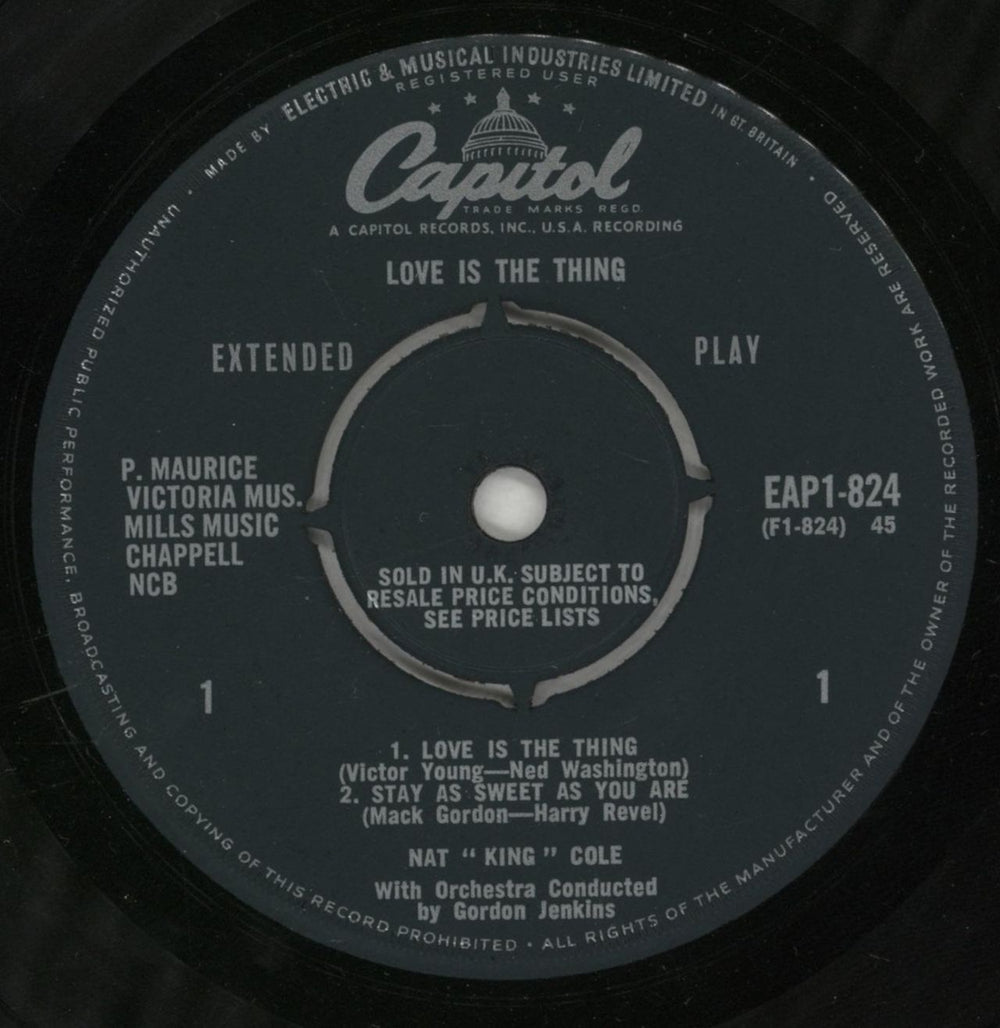 MADE BY ELECTRIC & MUSICAL INDUSTRIES LIMITED IN GT. BRITAIN •
REGISTERED USER
Capitol
TRADE MARKS REGD.
A CAPITOL RECORDS, INC., U.S.A. RECORDING
LOVE IS THE THING
EXTENDED PLAY
P. MAURICE
VICTORIA MUS.
MILLS MUSIC
CHAPPELL
NCB
EAP1-824
(F1-824) 45
SOLD IN U.K. SUBJECT TO
RESALE PRICE CONDITIONS,
SEE PRICE LISTS
1 1
1. LOVE IS THE THING
(Victor Young—Ned Washington)
2. STAY AS SWEET AS YOU ARE
(Mack Gordon—Harry Revel)
NAT “ KING ” COLE
With Orchestra Conducted
by Gordon Jenkins
UNAUTHORIZED PUBLIC PERFORMANCE, BROADCASTING AND COPYING OF THIS RECORD PROHIBITED • ALL RIGHTS OF THE MANUFACTURER AND OF THE OWNER OF THE RECORDED WORK ARE RESERVED •